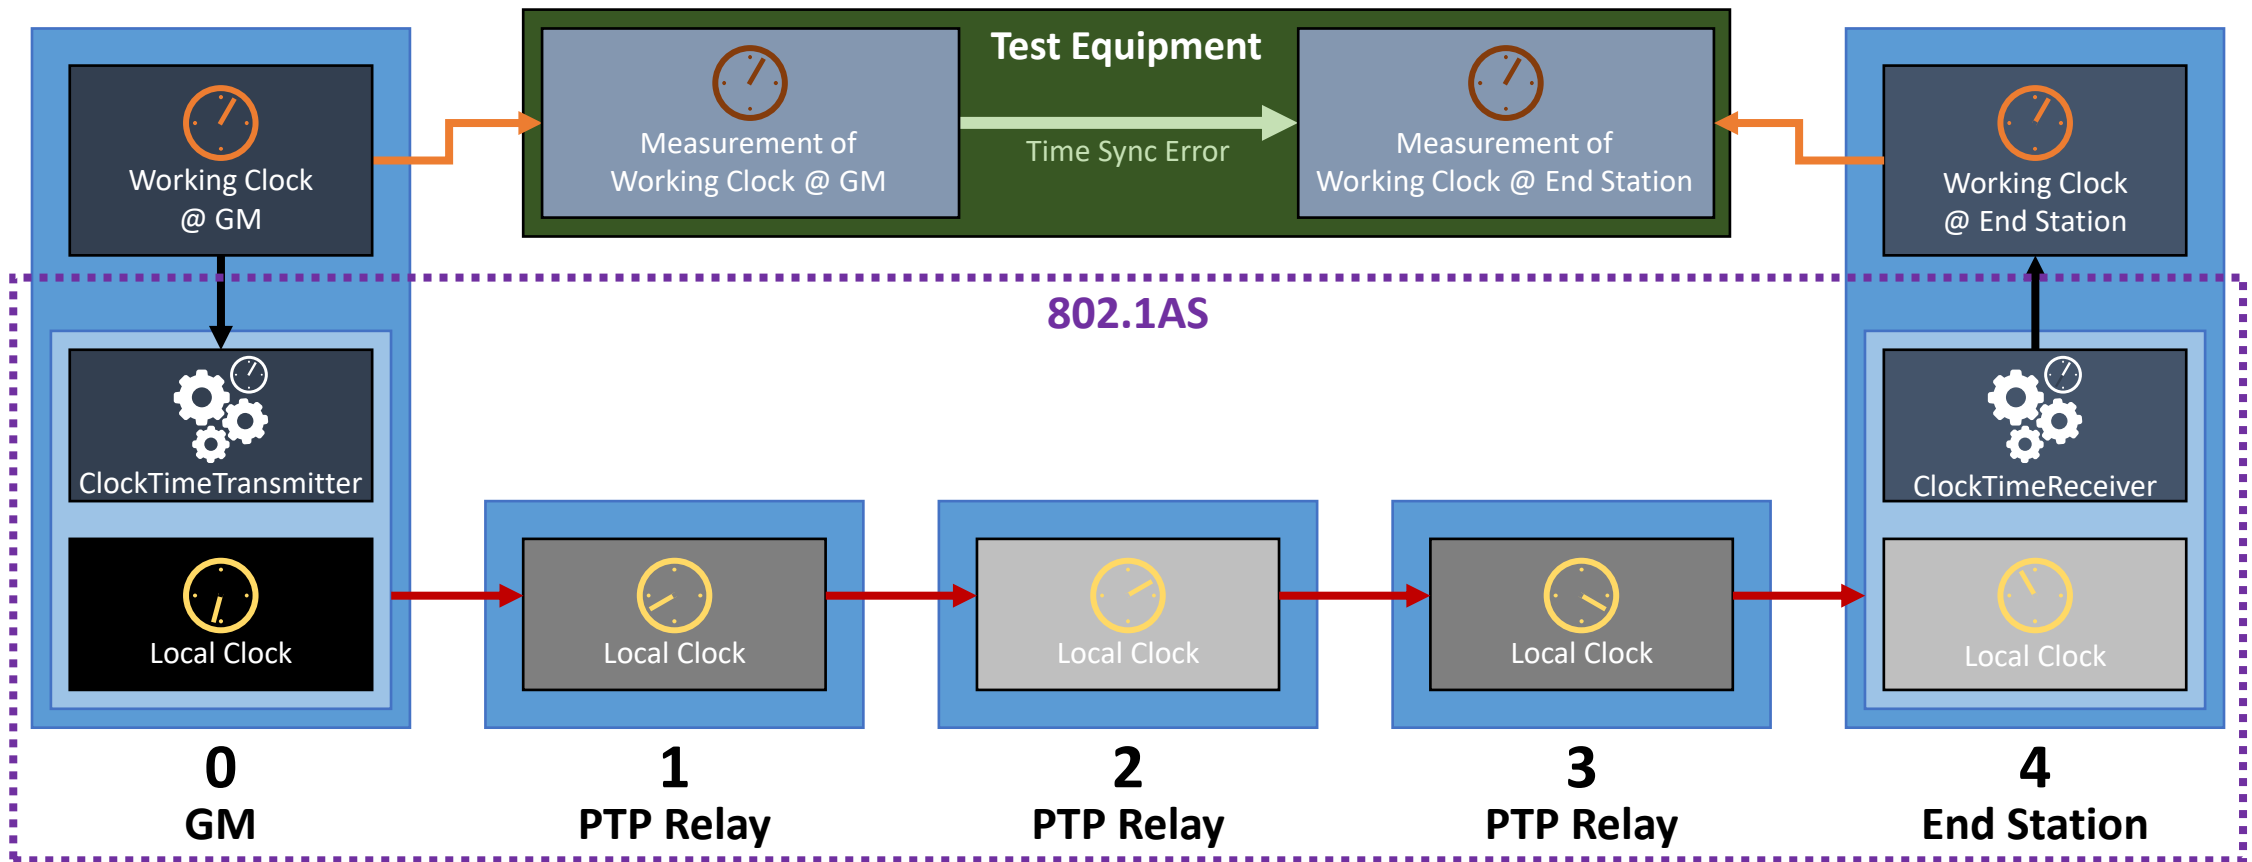 Test Equipment
Working Clock
@ GM
Measurement of
Working Clock @ GM
Time Sync Error
Measurement of
Working Clock @ End Station
Working Clock
@ End Station
802.1AS
ClockTimeTransmitter
ClockTimeReceiver
Local Clock
Local Clock
Local Clock
Local Clock
Local Clock
0
GM
1
PTP Relay
2
PTP Relay
3
PTP Relay
4
End Station